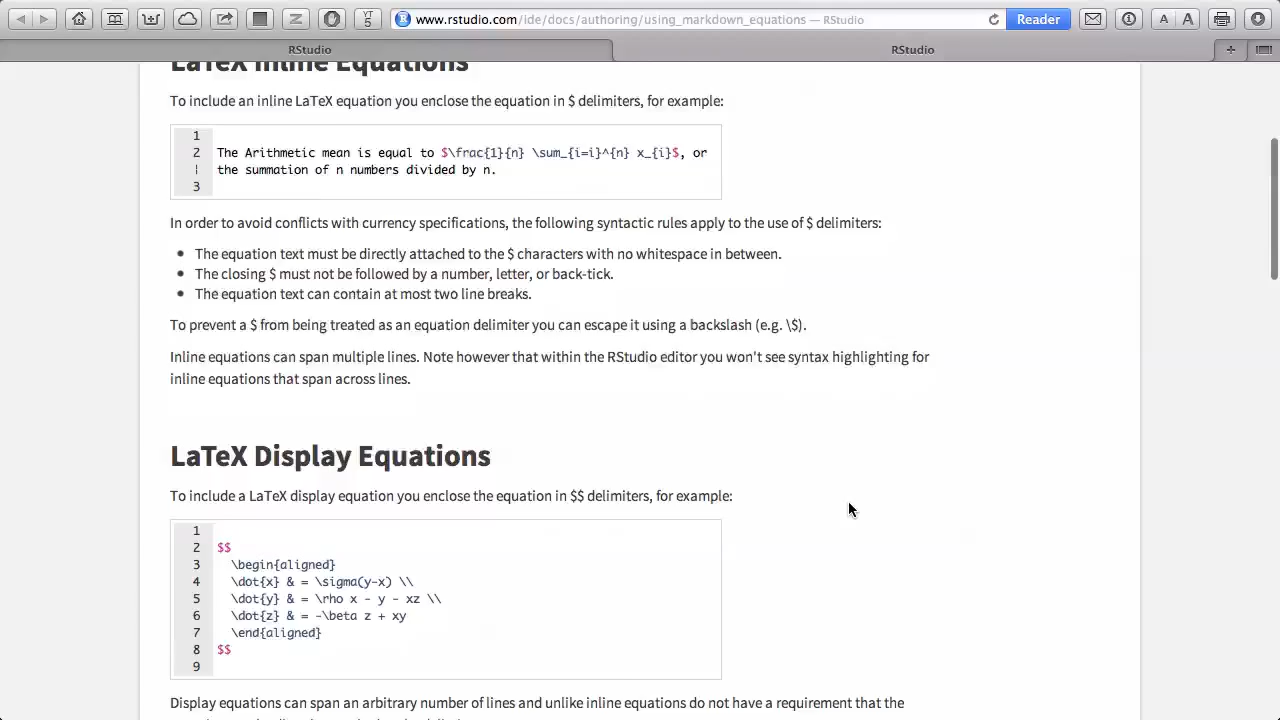 YT
5
www.rstudio.com/ide/docs/authoring/using_markdown_equations — RStudio
Reader
A A
RStudio
RStudio
LaTeX Inline Equations
To include an inline LaTeX equation you enclose the equation in $ delimiters, for example:
1
2 The Arithmetic mean is equal to $\frac{1}{n} \sum_{i=i}^{n} x_{i}$, or
the summation of n numbers divided by n.
3
In order to avoid conflicts with currency specifications, the following syntactic rules apply to the use of $ delimiters:
• The equation text must be directly attached to the $ characters with no whitespace in between.
• The closing $ must not be followed by a number, letter, or back-tick.
• The equation text can contain at most two line breaks.
To prevent a $ from being treated as an equation delimiter you can escape it using a backslash (e.g. \$).
Inline equations can span multiple lines. Note however that within the RStudio editor you won't see syntax highlighting for
inline equations that span across lines.
LaTeX Display Equations
To include a LaTeX display equation you enclose the equation in $$ delimiters, for example:
1
2 $$
3 \begin{aligned}
4 \dot{x} & = \sigma(y-x) \\
5 \dot{y} & = \rho x - y - xz \\
6 \dot{z} & = -\beta z + xy
7 \end{aligned}
8 $$
9
Display equations can span an arbitrary number of lines and unlike inline equations do not have a requirement that the